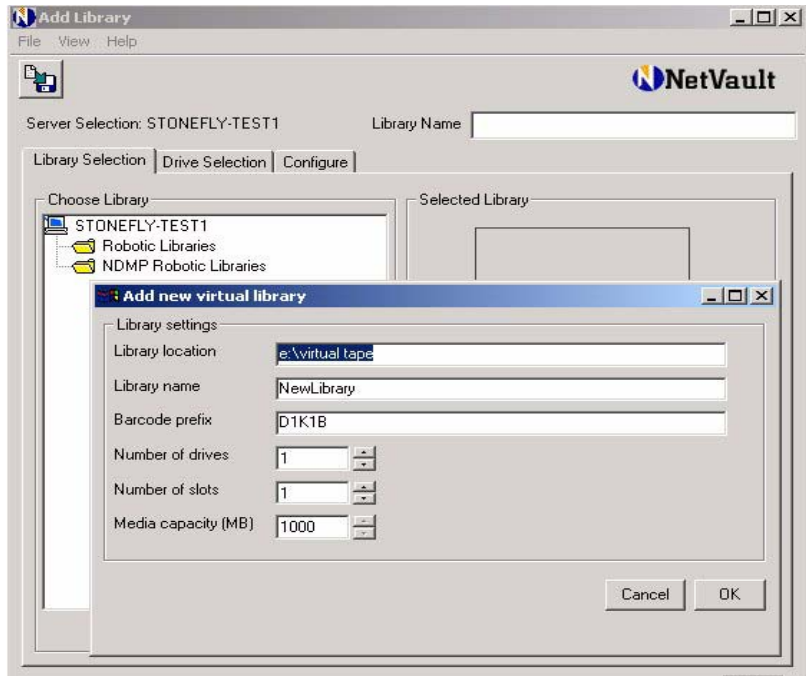 Add Library
File View Help
NetVault
Server Selection: STONEFLY-TEST1 Library Name
Library Selection Drive Selection Configure
Choose Library Selected Library
STONEFLY-TEST1
Robotic Libraries
NDMP Robotic Libraries
Add new virtual library
Library settings
Library location e:\virtual tape
Library name NewLibrary
Barcode prefix D1K1B
Number of drives 1
Number of slots 1
Media capacity (MB) 1000
Cancel OK